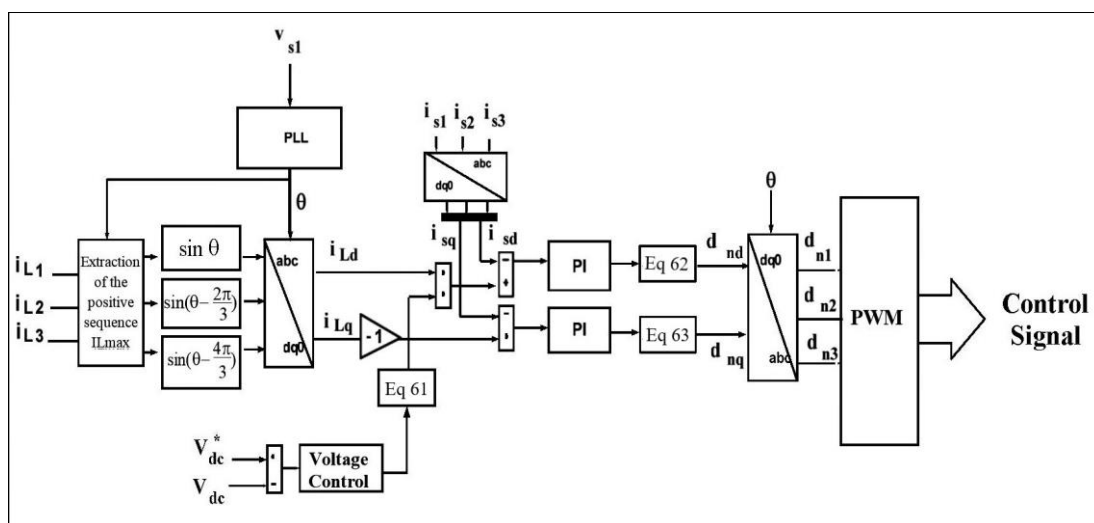 v s1
PLL
θ
i s1 i s2 i s3
abc
dq0
i sq
i sd
i L1
i L2
i L3
Extraction
of the
positive
sequence
ILmax
sin θ
sin(θ-2π/3)
sin(θ-4π/3)
abc
dq0
i Ld
i Lq
-1
Eq 61
V dc *
V dc
Voltage
Control
-
+
-
-
PI
PI
Eq 62
Eq 63
d nd
d nq
θ
dq0
abc
d n1
d n2
d n3
PWM
Control
Signal